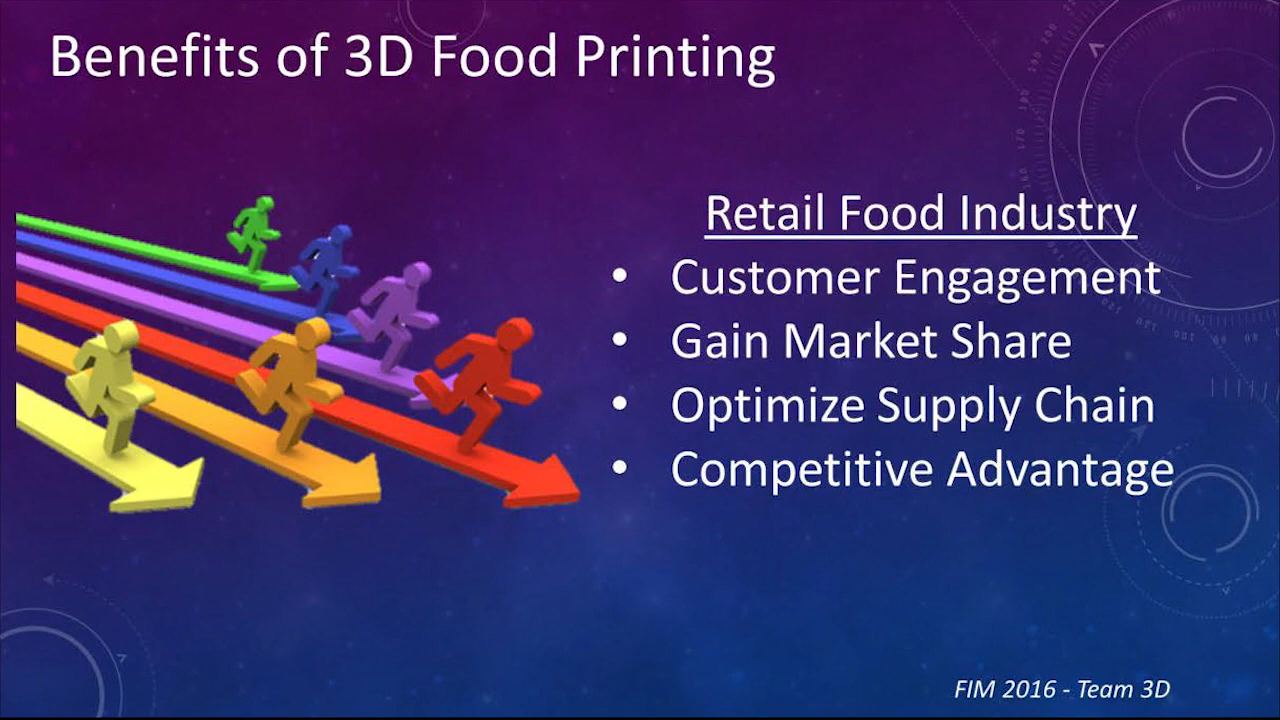 Benefits of 3D Food Printing
Retail Food Industry
• Customer Engagement
• Gain Market Share
• Optimize Supply Chain
• Competitive Advantage
FIM 2016 - Team 3D